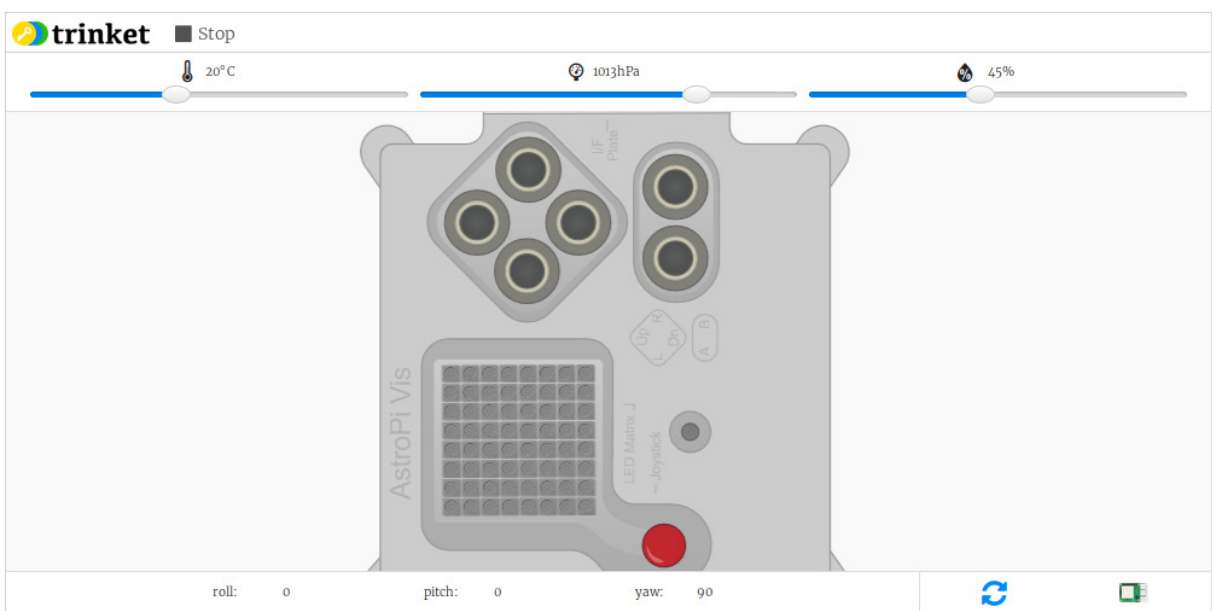 trinket Stop
20°C 1013hPa 45%
I/F
Plate
Up R
L Dn
A B
AstroPi Vis
LED Matrix
Joystick
roll: 0 pitch: 0 yaw: 90